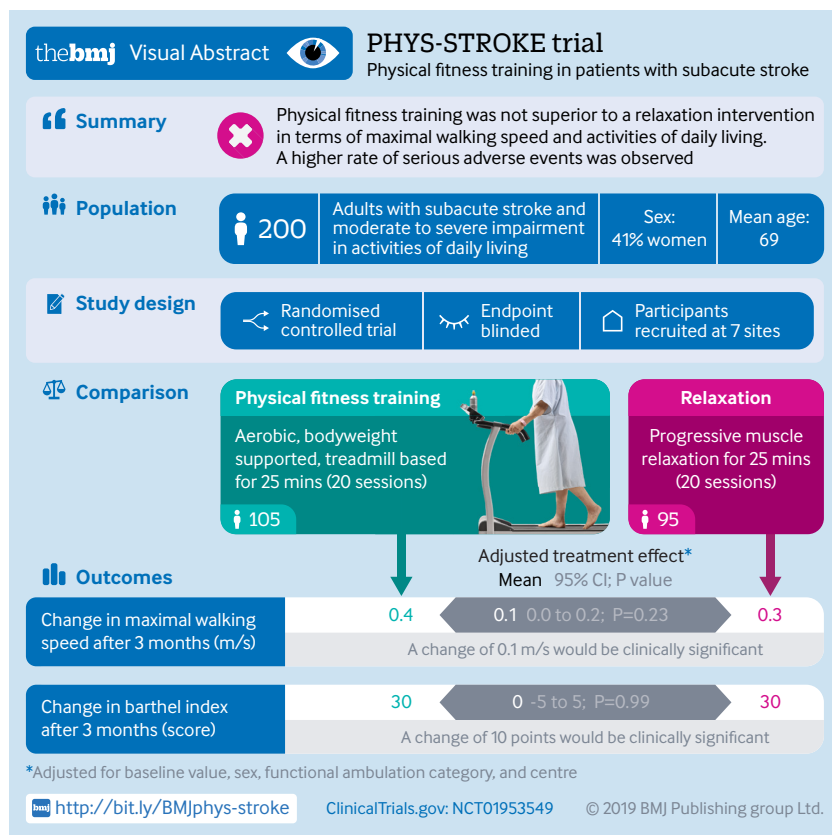 thebmj Visual Abstract
PHYS-STROKE trial
Physical fitness training in patients with subacute stroke
Summary
Physical fitness training was not superior to a relaxation intervention
in terms of maximal walking speed and activities of daily living.
A higher rate of serious adverse events was observed
Population
200
Adults with subacute stroke and
moderate to severe impairment
in activities of daily living
Sex:
41% women
Mean age:
69
Study design
Randomised
controlled trial
Endpoint
blinded
Participants
recruited at 7 sites
Comparison
Physical fitness training
Aerobic, bodyweight
supported, treadmill based
for 25 mins (20 sessions)
105
Relaxation
Progressive muscle
relaxation for 25 mins
(20 sessions)
95
Outcomes
Adjusted treatment effect*
Mean 95% CI; P value
Change in maximal walking
speed after 3 months (m/s)
0.4
0.1 0.0 to 0.2; P=0.23
0.3
A change of 0.1 m/s would be clinically significant
Change in barthel index
after 3 months (score)
30
0 -5 to 5; P=0.99
30
A change of 10 points would be clinically significant
*Adjusted for baseline value, sex, functional ambulation category, and centre
bmj http://bit.ly/BMJphys-stroke
ClinicalTrials.gov: NCT01953549
© 2019 BMJ Publishing group Ltd.